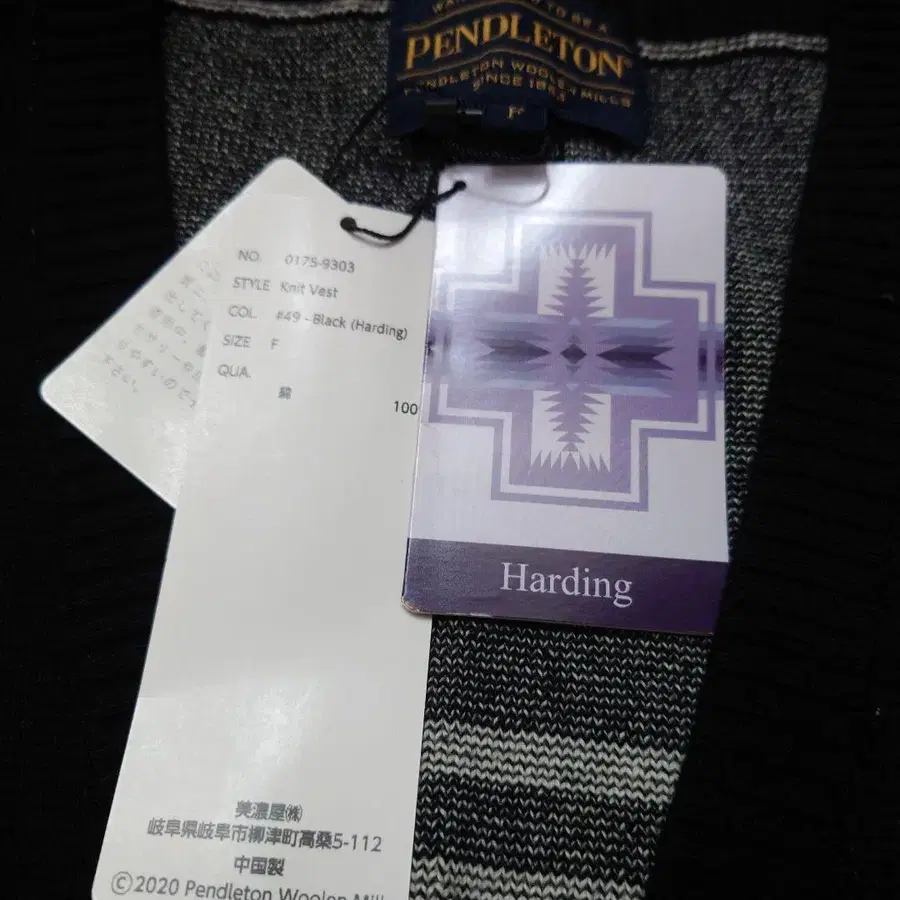 PENDLETON®
PENDLETON WOOLEN MILLS
SINCE 1863
F
NO. 0175-9303
STYLE Knit Vest
COL #49 - Black (Harding)
SIZE F
QUA.
綿 100
Harding
美濃屋㈱
岐阜県岐阜市柳津町高桑5-112
中国製
©2020 Pendleton Woolen Mill